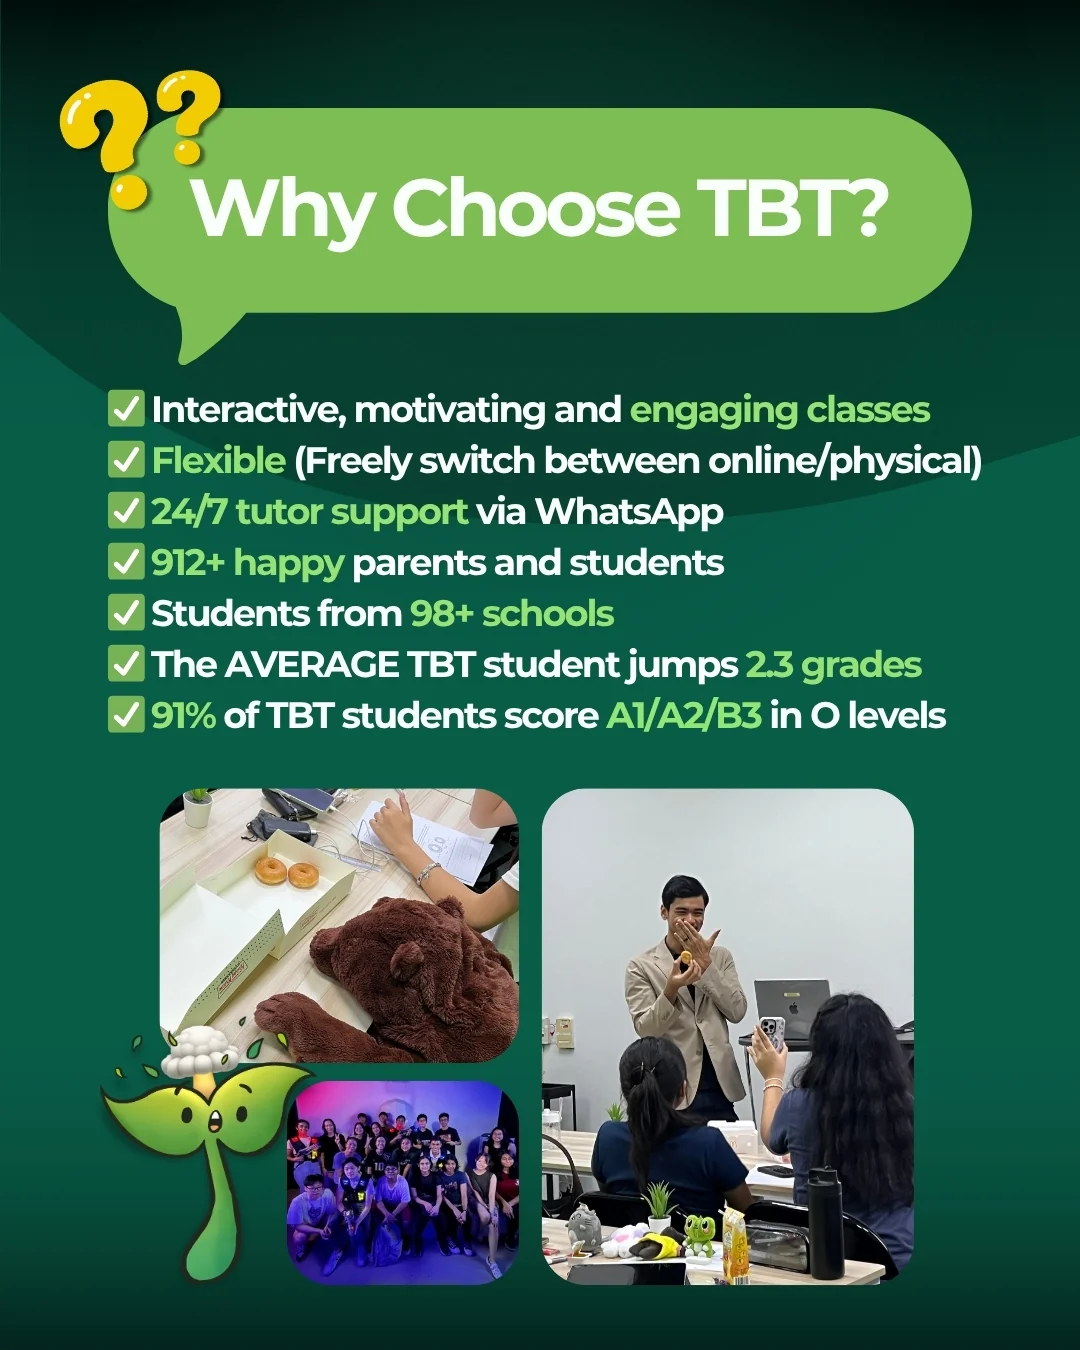 Why Choose TBT?
Interactive, motivating and engaging classes
Flexible (Freely switch between online/physical)
24/7 tutor support via WhatsApp
912+ happy parents and students
Students from 98+ schools
The AVERAGE TBT student jumps 2.3 grades
91% of TBT students score A1/A2/B3 in O levels